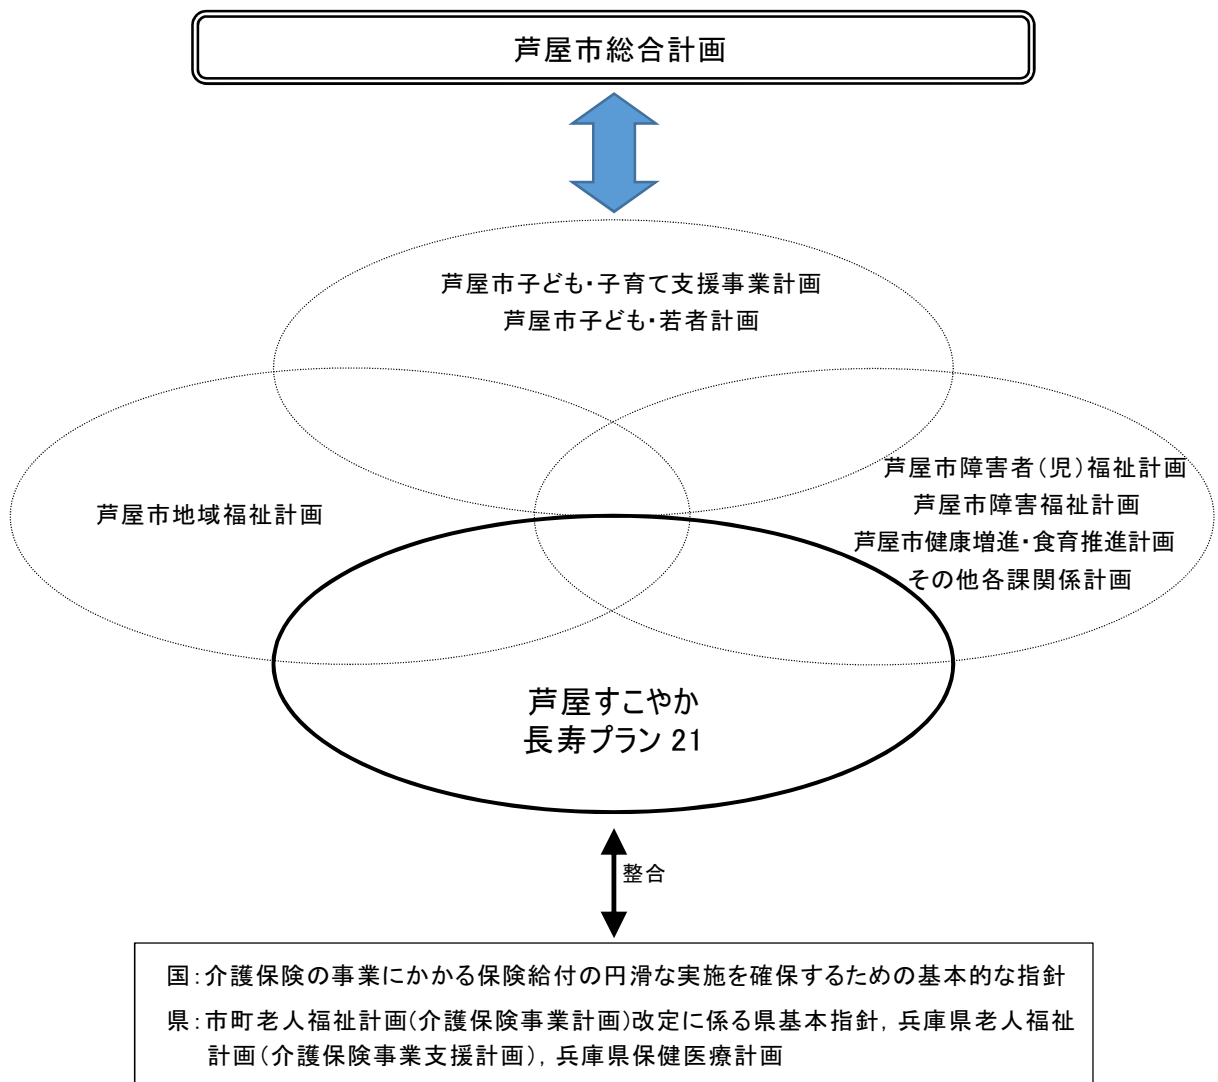 芦屋市総合計画
芦屋市子ども・子育て支援事業計画
芦屋市子ども・若者計画
芦屋市地域福祉計画
芦屋市障害者(児)福祉計画
芦屋市障害福祉計画
芦屋市健康増進・食育推進計画
その他各課関係計画
芦屋すこやか
長寿プラン 21
整合
国:介護保険の事業にかかる保険給付の円滑な実施を確保するための基本的な指針
県:市町老人福祉計画(介護保険事業計画)改定に係る県基本指針, 兵庫県老人福祉
計画(介護保険事業支援計画), 兵庫県保健医療計画